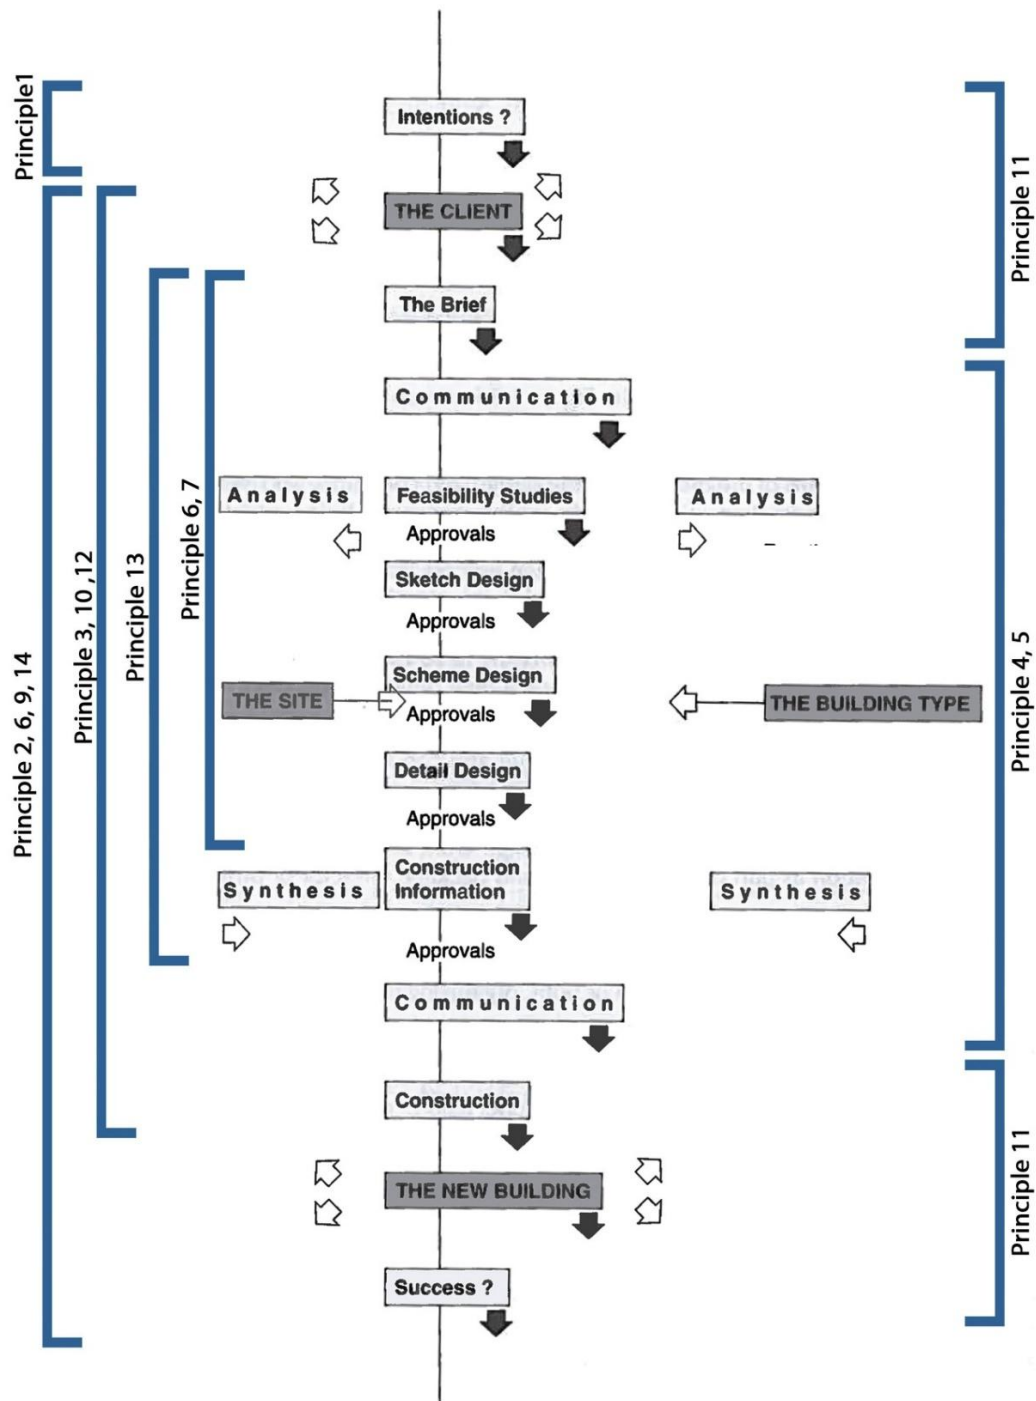 Principle1
Intentions ?
Principle 11
THE CLIENT
The Brief
Communication
Analysis
Feasibility Studies
Analysis
Approvals
Sketch Design
Approvals
Scheme Design
THE SITE
THE BUILDING TYPE
Approvals
Detail Design
Approvals
Construction
Information
Synthesis
Synthesis
Approvals
Communication
Construction
THE NEW BUILDING
Success ?
Principle 2, 6, 9, 14
Principle 3, 10 ,12
Principle 13
Principle 6, 7
Principle 4, 5
Principle 11